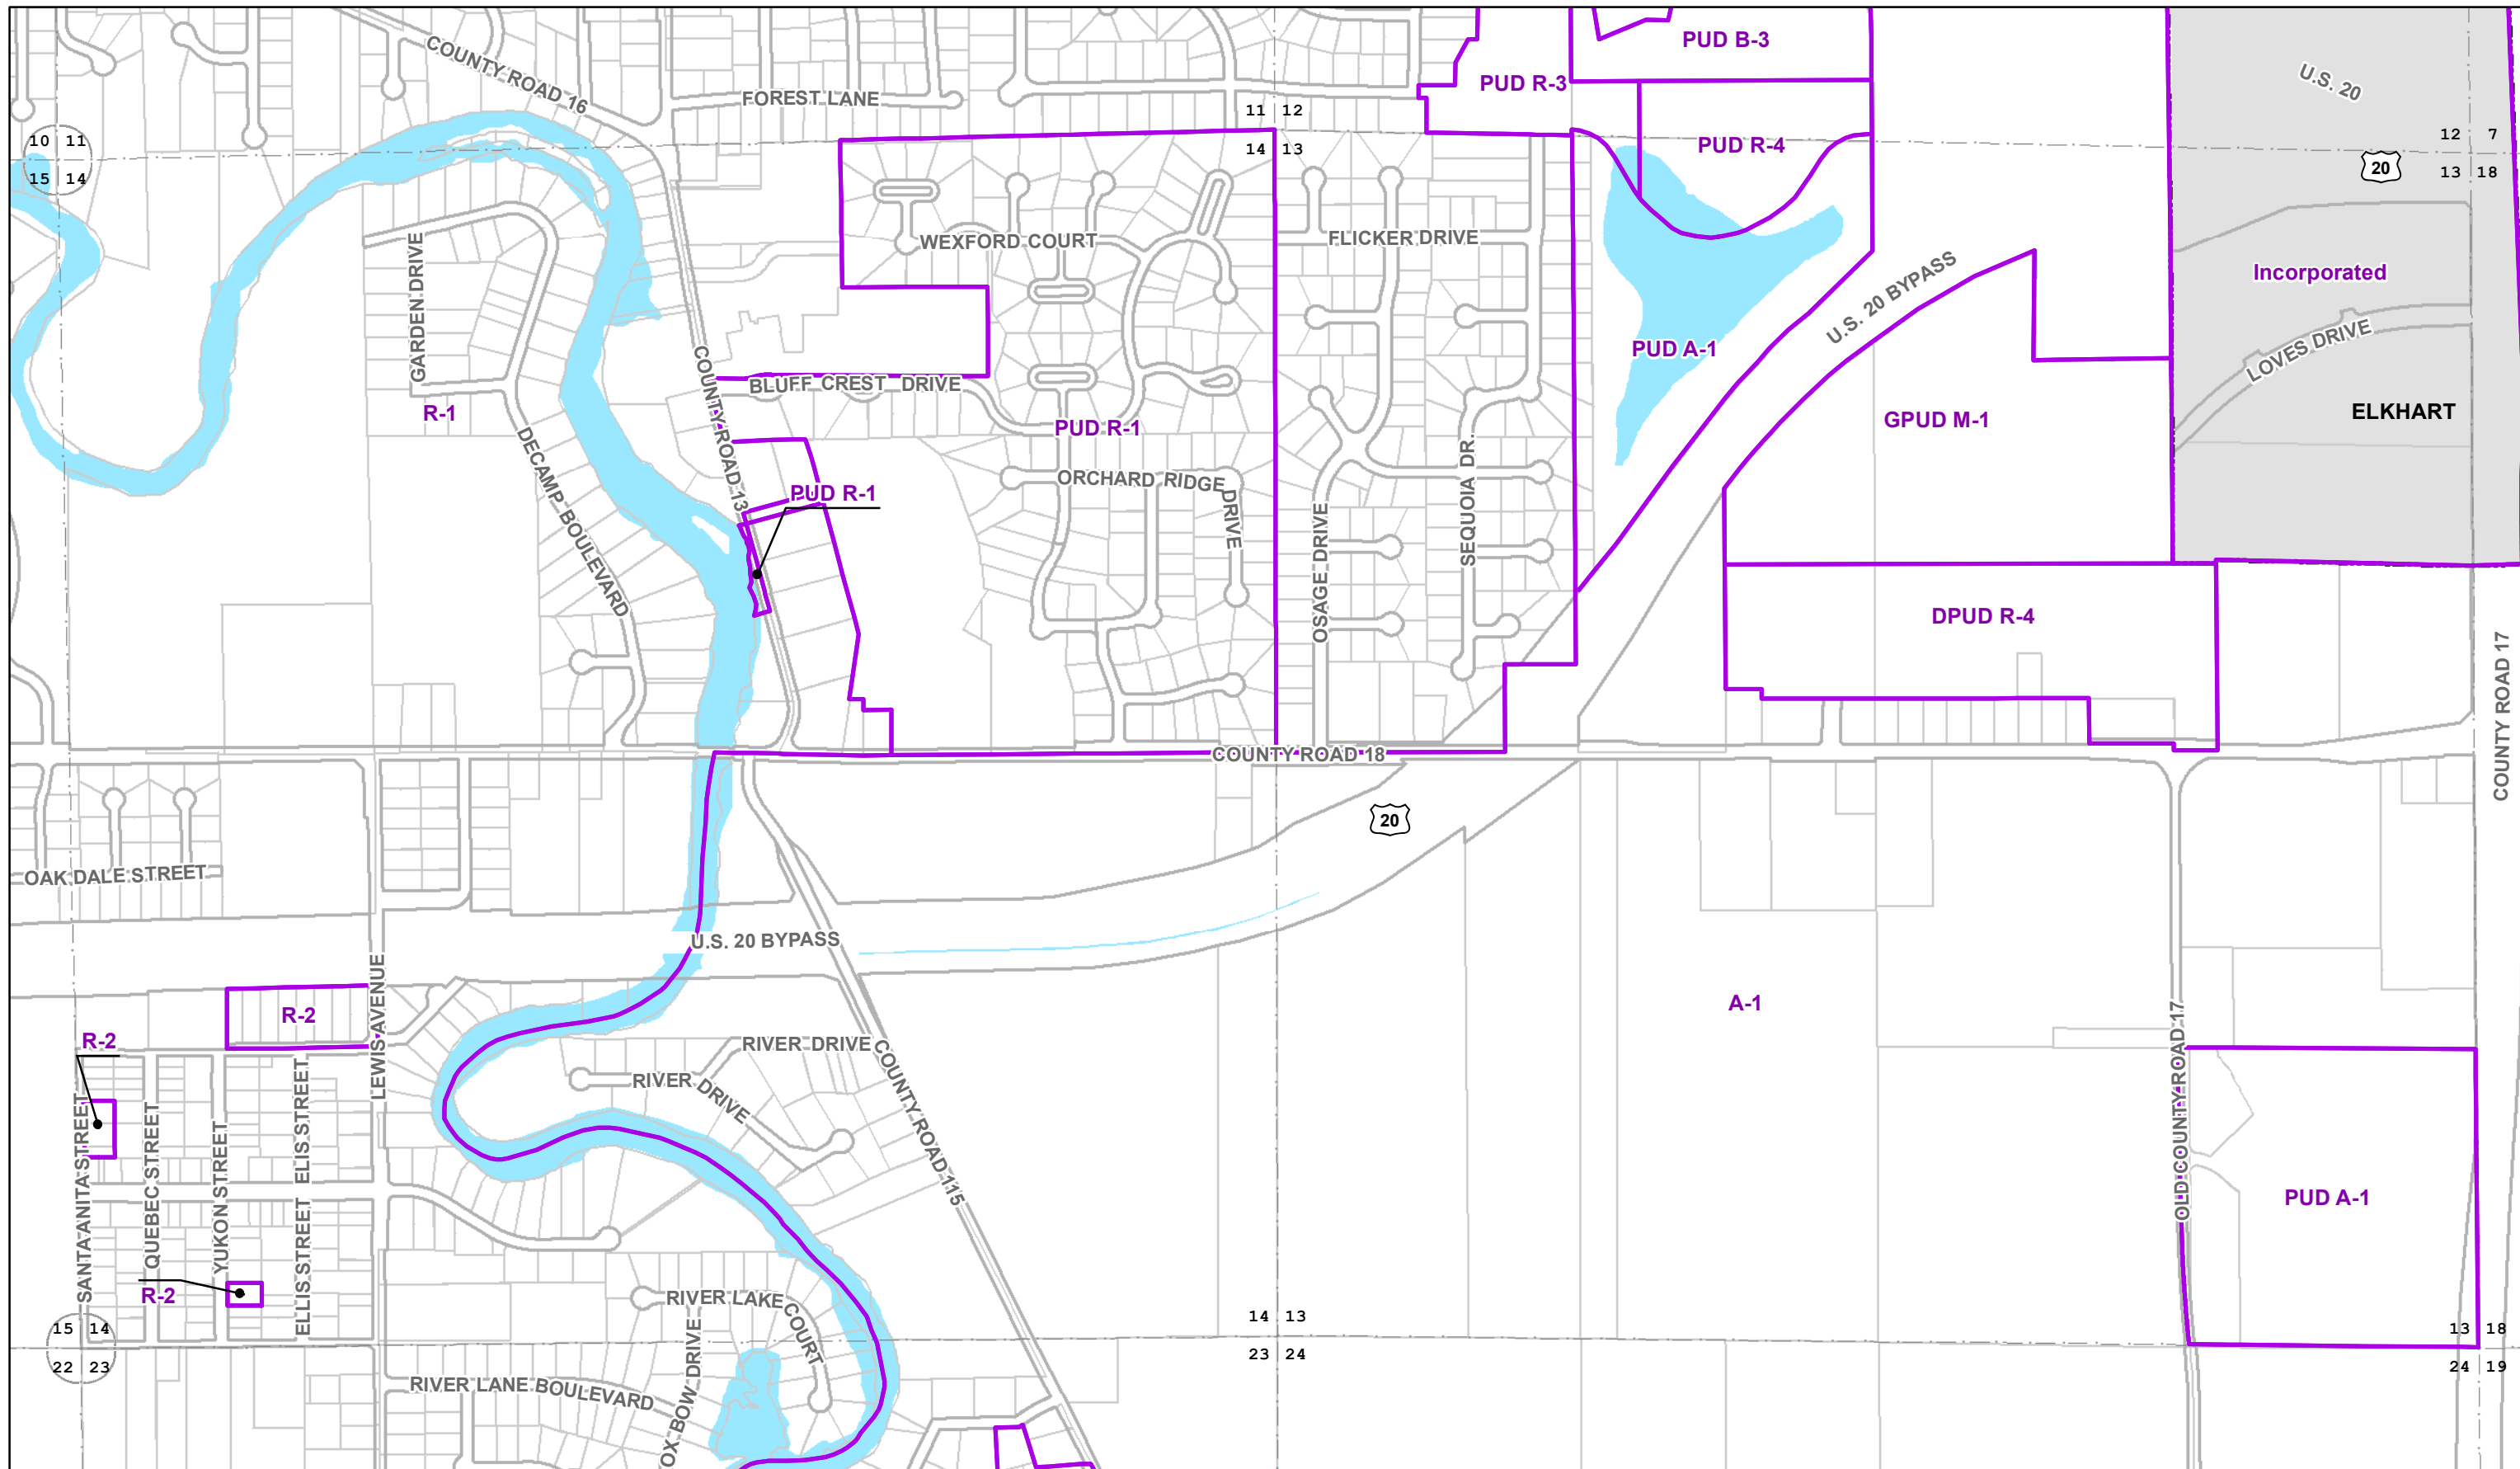 PUD B-3
U.S. 20
COUNTY ROAD 16
PUD R-3
FOREST LANE
11 12
14 13
12 7
13 18
20
10 11
15 14
PUD R-4
WEXFORD COURT
FLICKER DRIVE
GARDEN DRIVE
U.S. 20 BYPASS
Incorporated
PUD A-1
LOVES DRIVE
COUNTY ROAD 13
BLUFF CREST DRIVE
R-1
PUD R-1
GPUD M-1
ELKHART
DECAMP BOULEVARD
ORCHARD RIDGE
DRIVE
PUD R-1
OSAGE DRIVE
SEQUOIA DR.
DPUD R-4
COUNTY ROAD 17
COUNTY ROAD 18
20
OAK DALE STREET
U.S. 20 BYPASS
LEWIS AVENUE
R-2
A-1
R-2
RIVER DRIVE
RIVER DRIVE
COUNTY ROAD 115
OLD COUNTY ROAD 17
SANTA ANITA STREET
QUEBEC STREET
YUKON STREET
ELIS STREET
ELLIS STREET
PUD A-1
R-2
RIVER LAKE COURT
15 14
22 23
14 13
23 24
13 18
24 19
RIVER LANE BOULEVARD
OX BOW DRIVE